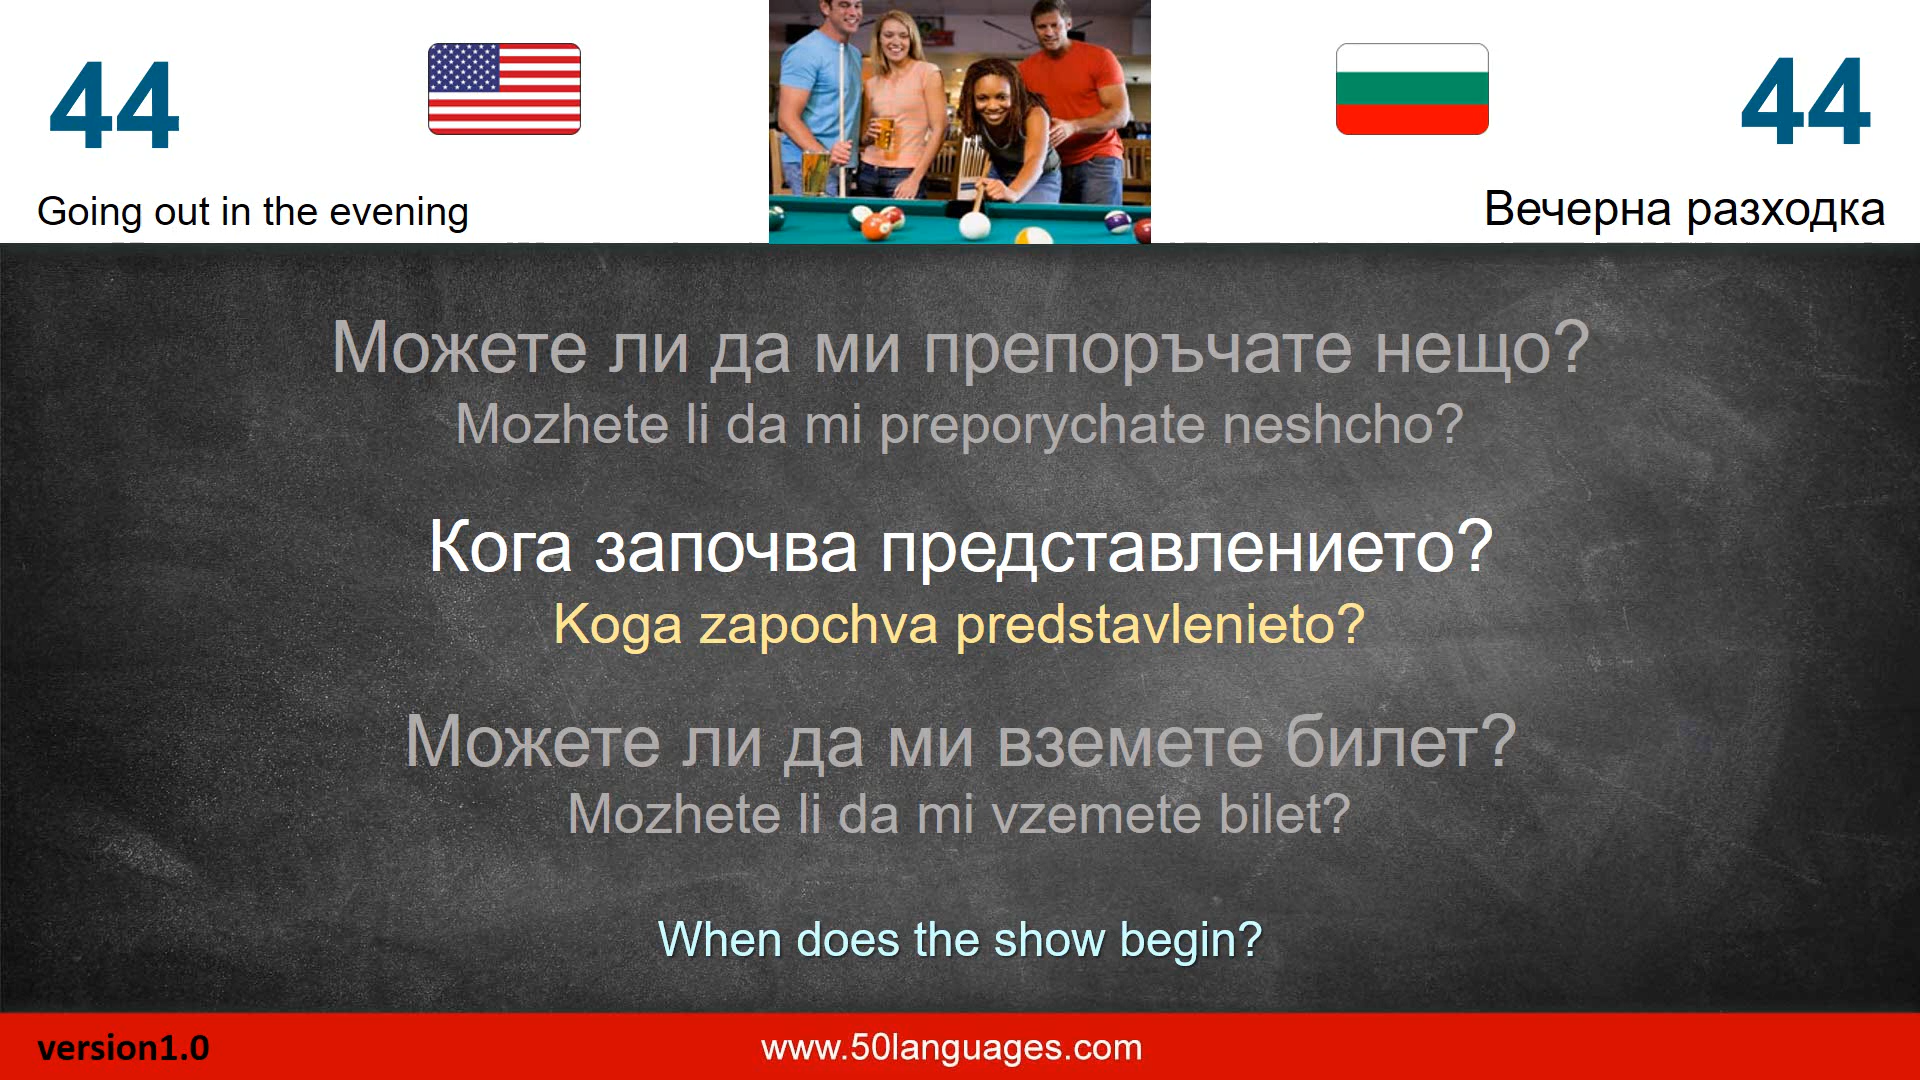 44
44
Going out in the evening
Вечерна разходка
Можете ли да ми препоръчате нещо?
Mozhete li da mi preporychate neshcho?
Кога започва представлението?
Koga zapochva predstavlenieto?
Можете ли да ми вземете билет?
Mozhete li da mi vzemete bilet?
When does the show begin?
version1.0
www.50languages.com